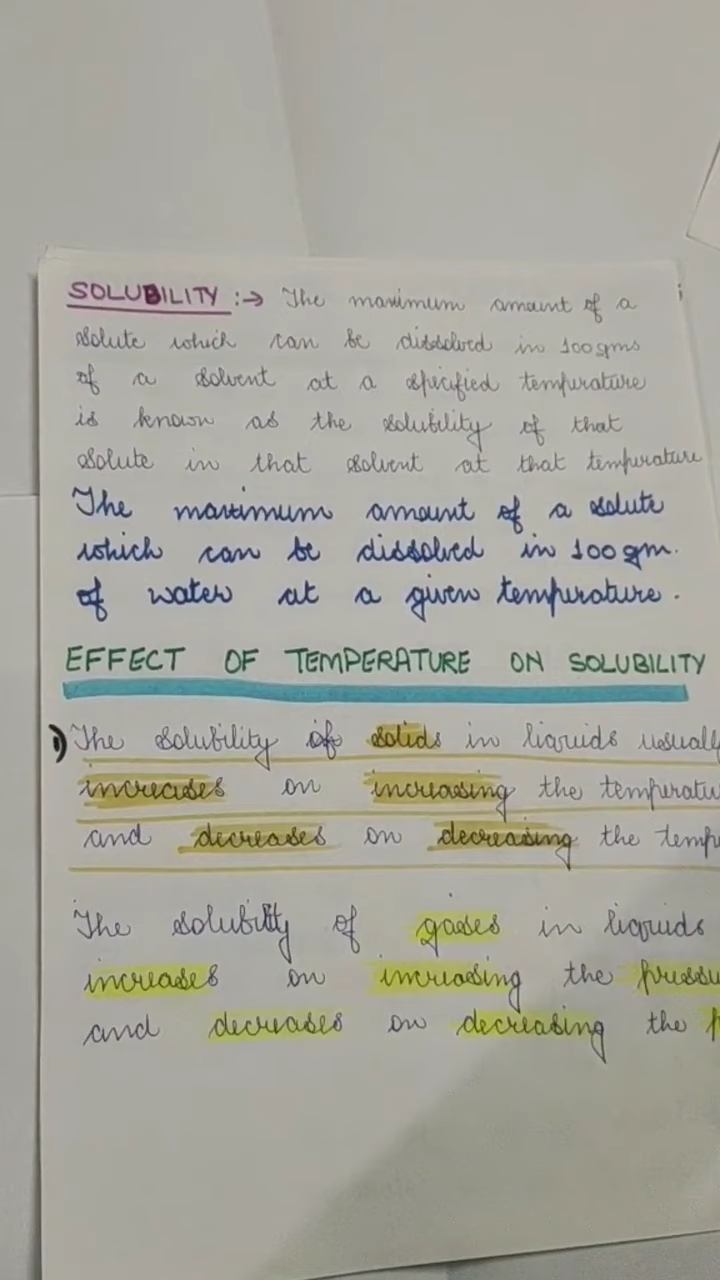 SOLUBILITY :→ The maximum amount of a
solute which can be dissolved in 100gms
of a solvent at a specified temperature
is known as the solubility of that
solute in that solvent at that temperature
The maximum amount of a solute
which can be dissolved in 100 gm.
of water at a given temperature.
EFFECT OF TEMPERATURE ON SOLUBILITY
1) The solubility of solids in liquids usually
increases on increasing the temperatu
and decreases on decreasing the temp
The solubility of gases in liquids
increases on increasing the pressu
and decreases on decreasing the p